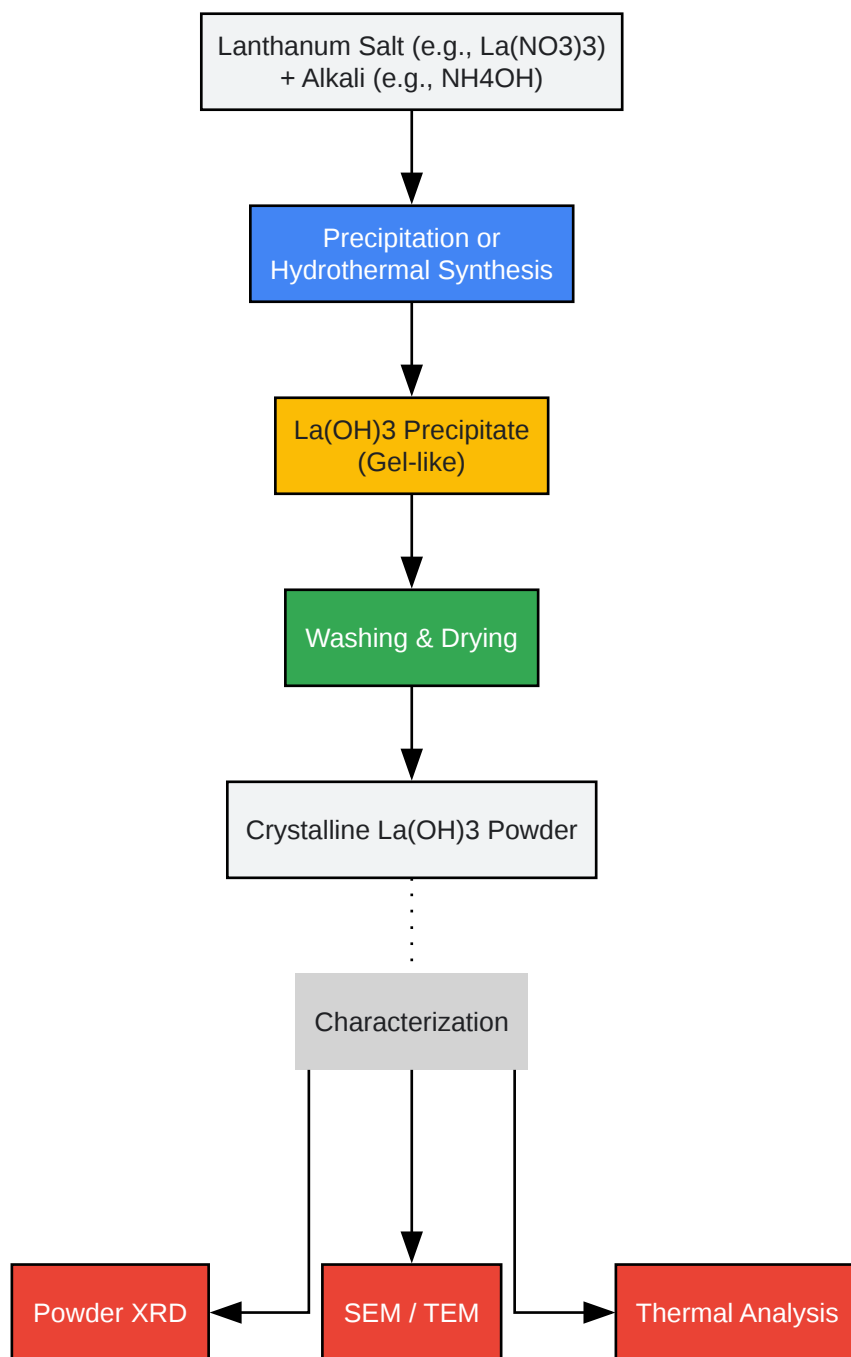 Lanthanum Salt (e.g., La(NO3)3)
+ Alkali (e.g., NH4OH)
Precipitation or
Hydrothermal Synthesis
La(OH)3 Precipitate
(Gel-like)
Washing & Drying
Crystalline La(OH)3 Powder
Characterization
Powder XRD
SEM / TEM
Thermal Analysis